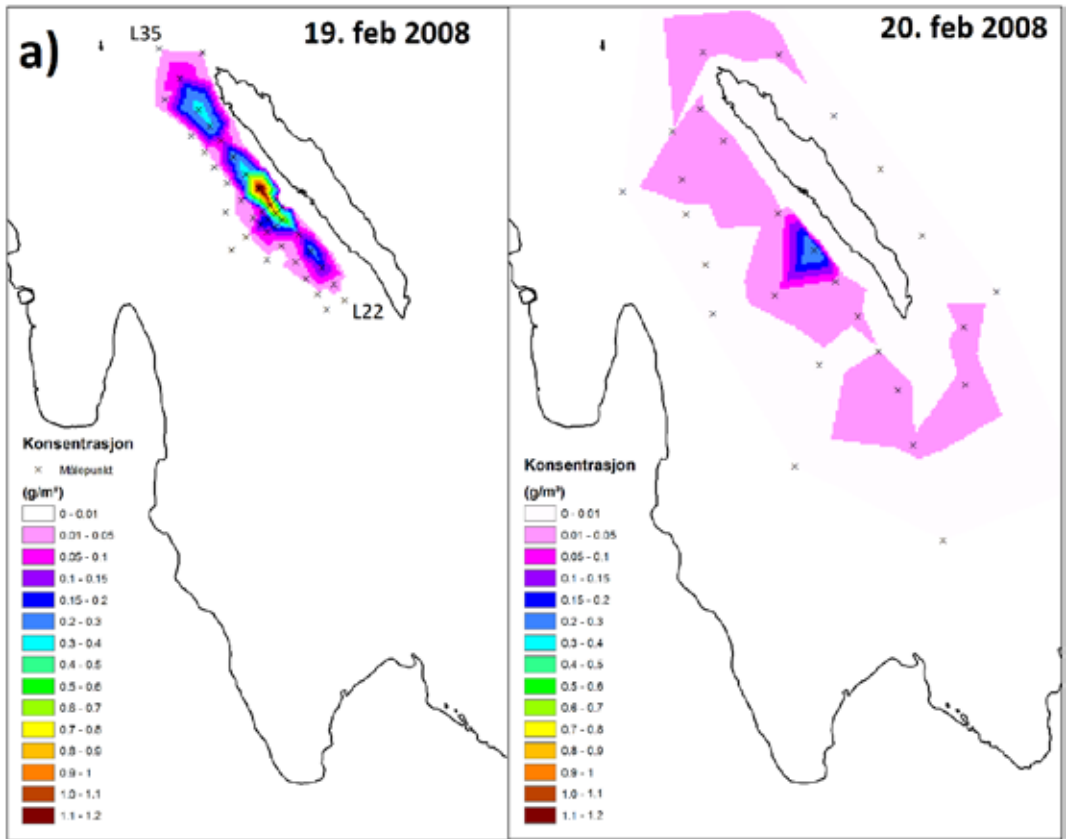 a)
L35
19. feb 2008
L22
Konsentrasjon
Målepunkt
(g/m³)
0 - 0.01
0.01 - 0.05
0.05 - 0.1
0.1 - 0.15
0.15 - 0.2
0.2 - 0.3
0.3 - 0.4
0.4 - 0.5
0.5 - 0.6
0.6 - 0.7
0.7 - 0.8
0.8 - 0.9
0.9 - 1
1.0 - 1.1
1.1 - 1.2
20. feb 2008
Konsentrasjon
(g/m³)
0 - 0.01
0.01 - 0.05
0.05 - 0.1
0.1 - 0.15
0.15 - 0.2
0.2 - 0.3
0.3 - 0.4
0.4 - 0.5
0.5 - 0.6
0.6 - 0.7
0.7 - 0.8
0.8 - 0.9
0.9 - 1
1.0 - 1.1
1.1 - 1.2